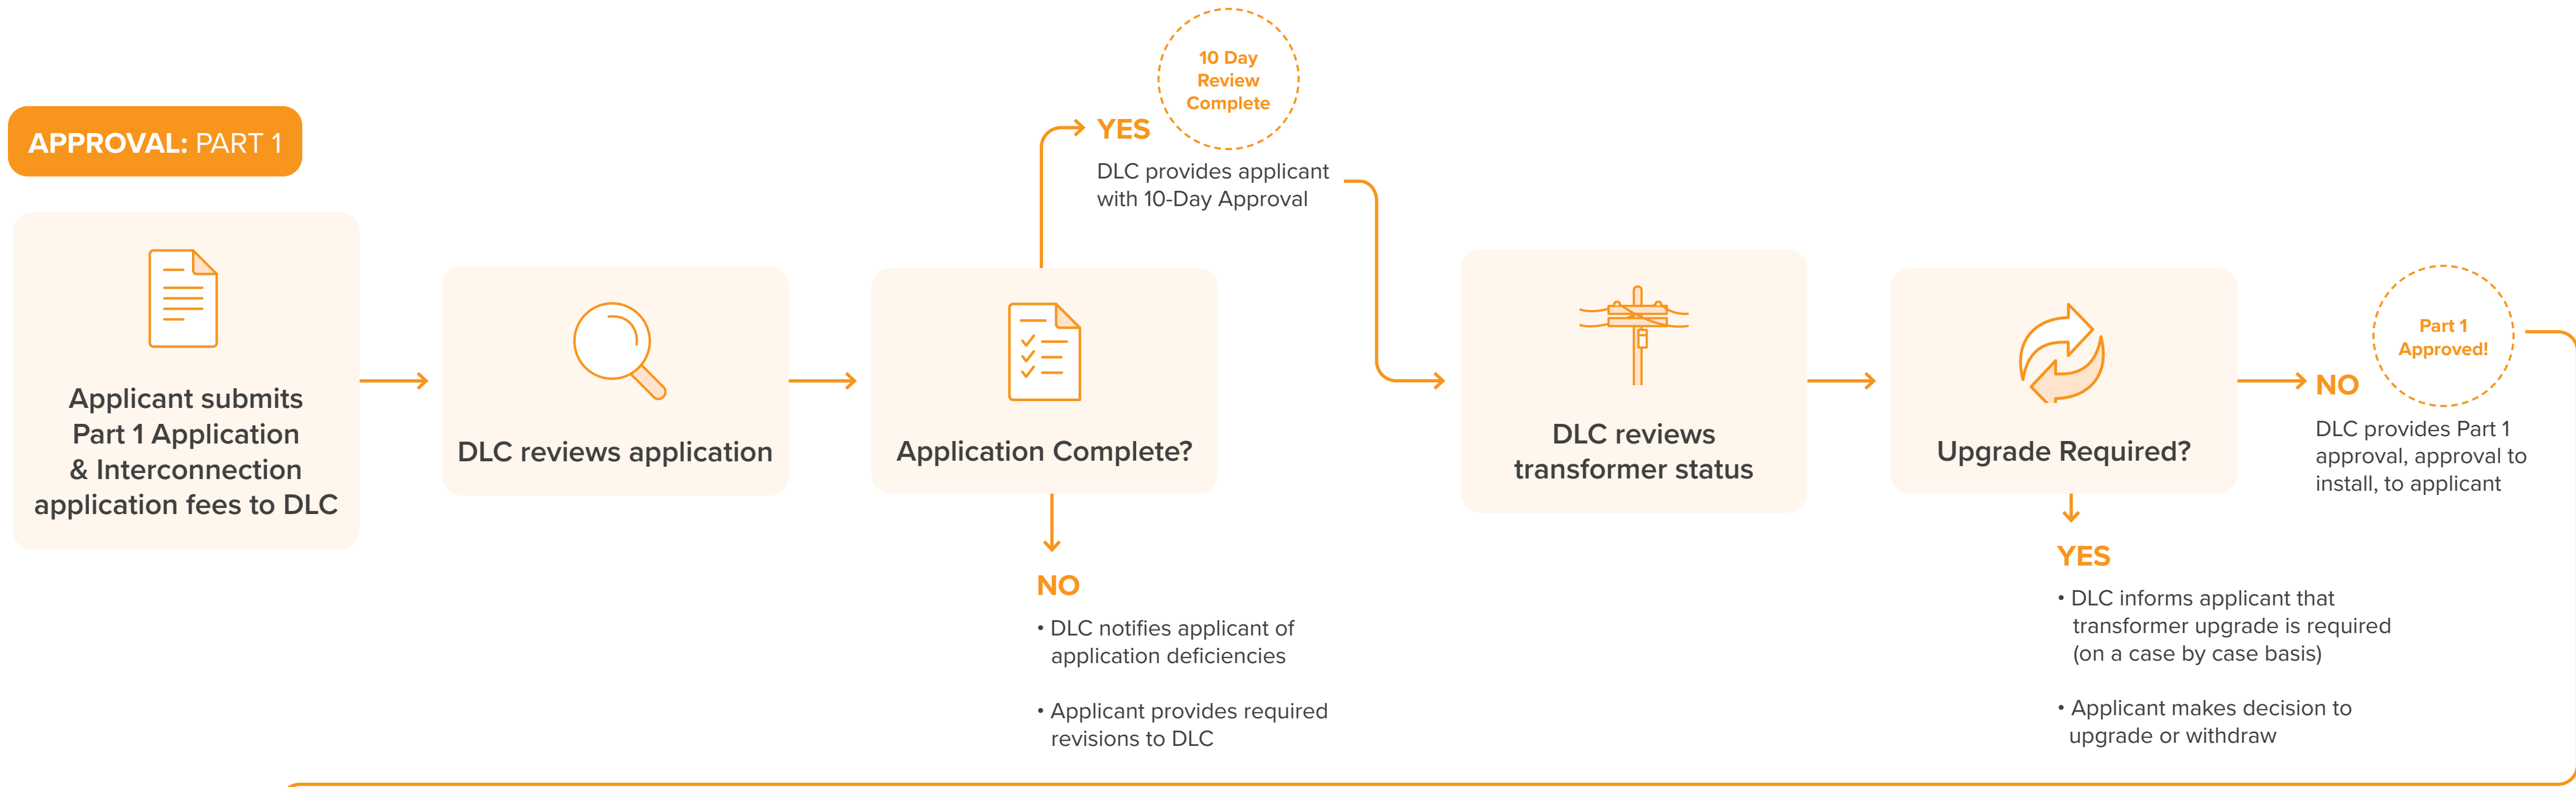 APPROVAL: PART 1
Applicant submits
Part 1 Application
& Interconnection
application fees to DLC
DLC reviews application
Application Complete?
YES
10 Day
Review
Complete
DLC provides applicant
with 10-Day Approval
NO
• DLC notifies applicant of
application deficiencies
• Applicant provides required
revisions to DLC
DLC reviews
transformer status
Upgrade Required?
NO
Part 1
Approved!
DLC provides Part 1
approval, approval to
install, to applicant
YES
• DLC informs applicant that
transformer upgrade is required
(on a case by case basis)
• Applicant makes decision to
upgrade or withdraw